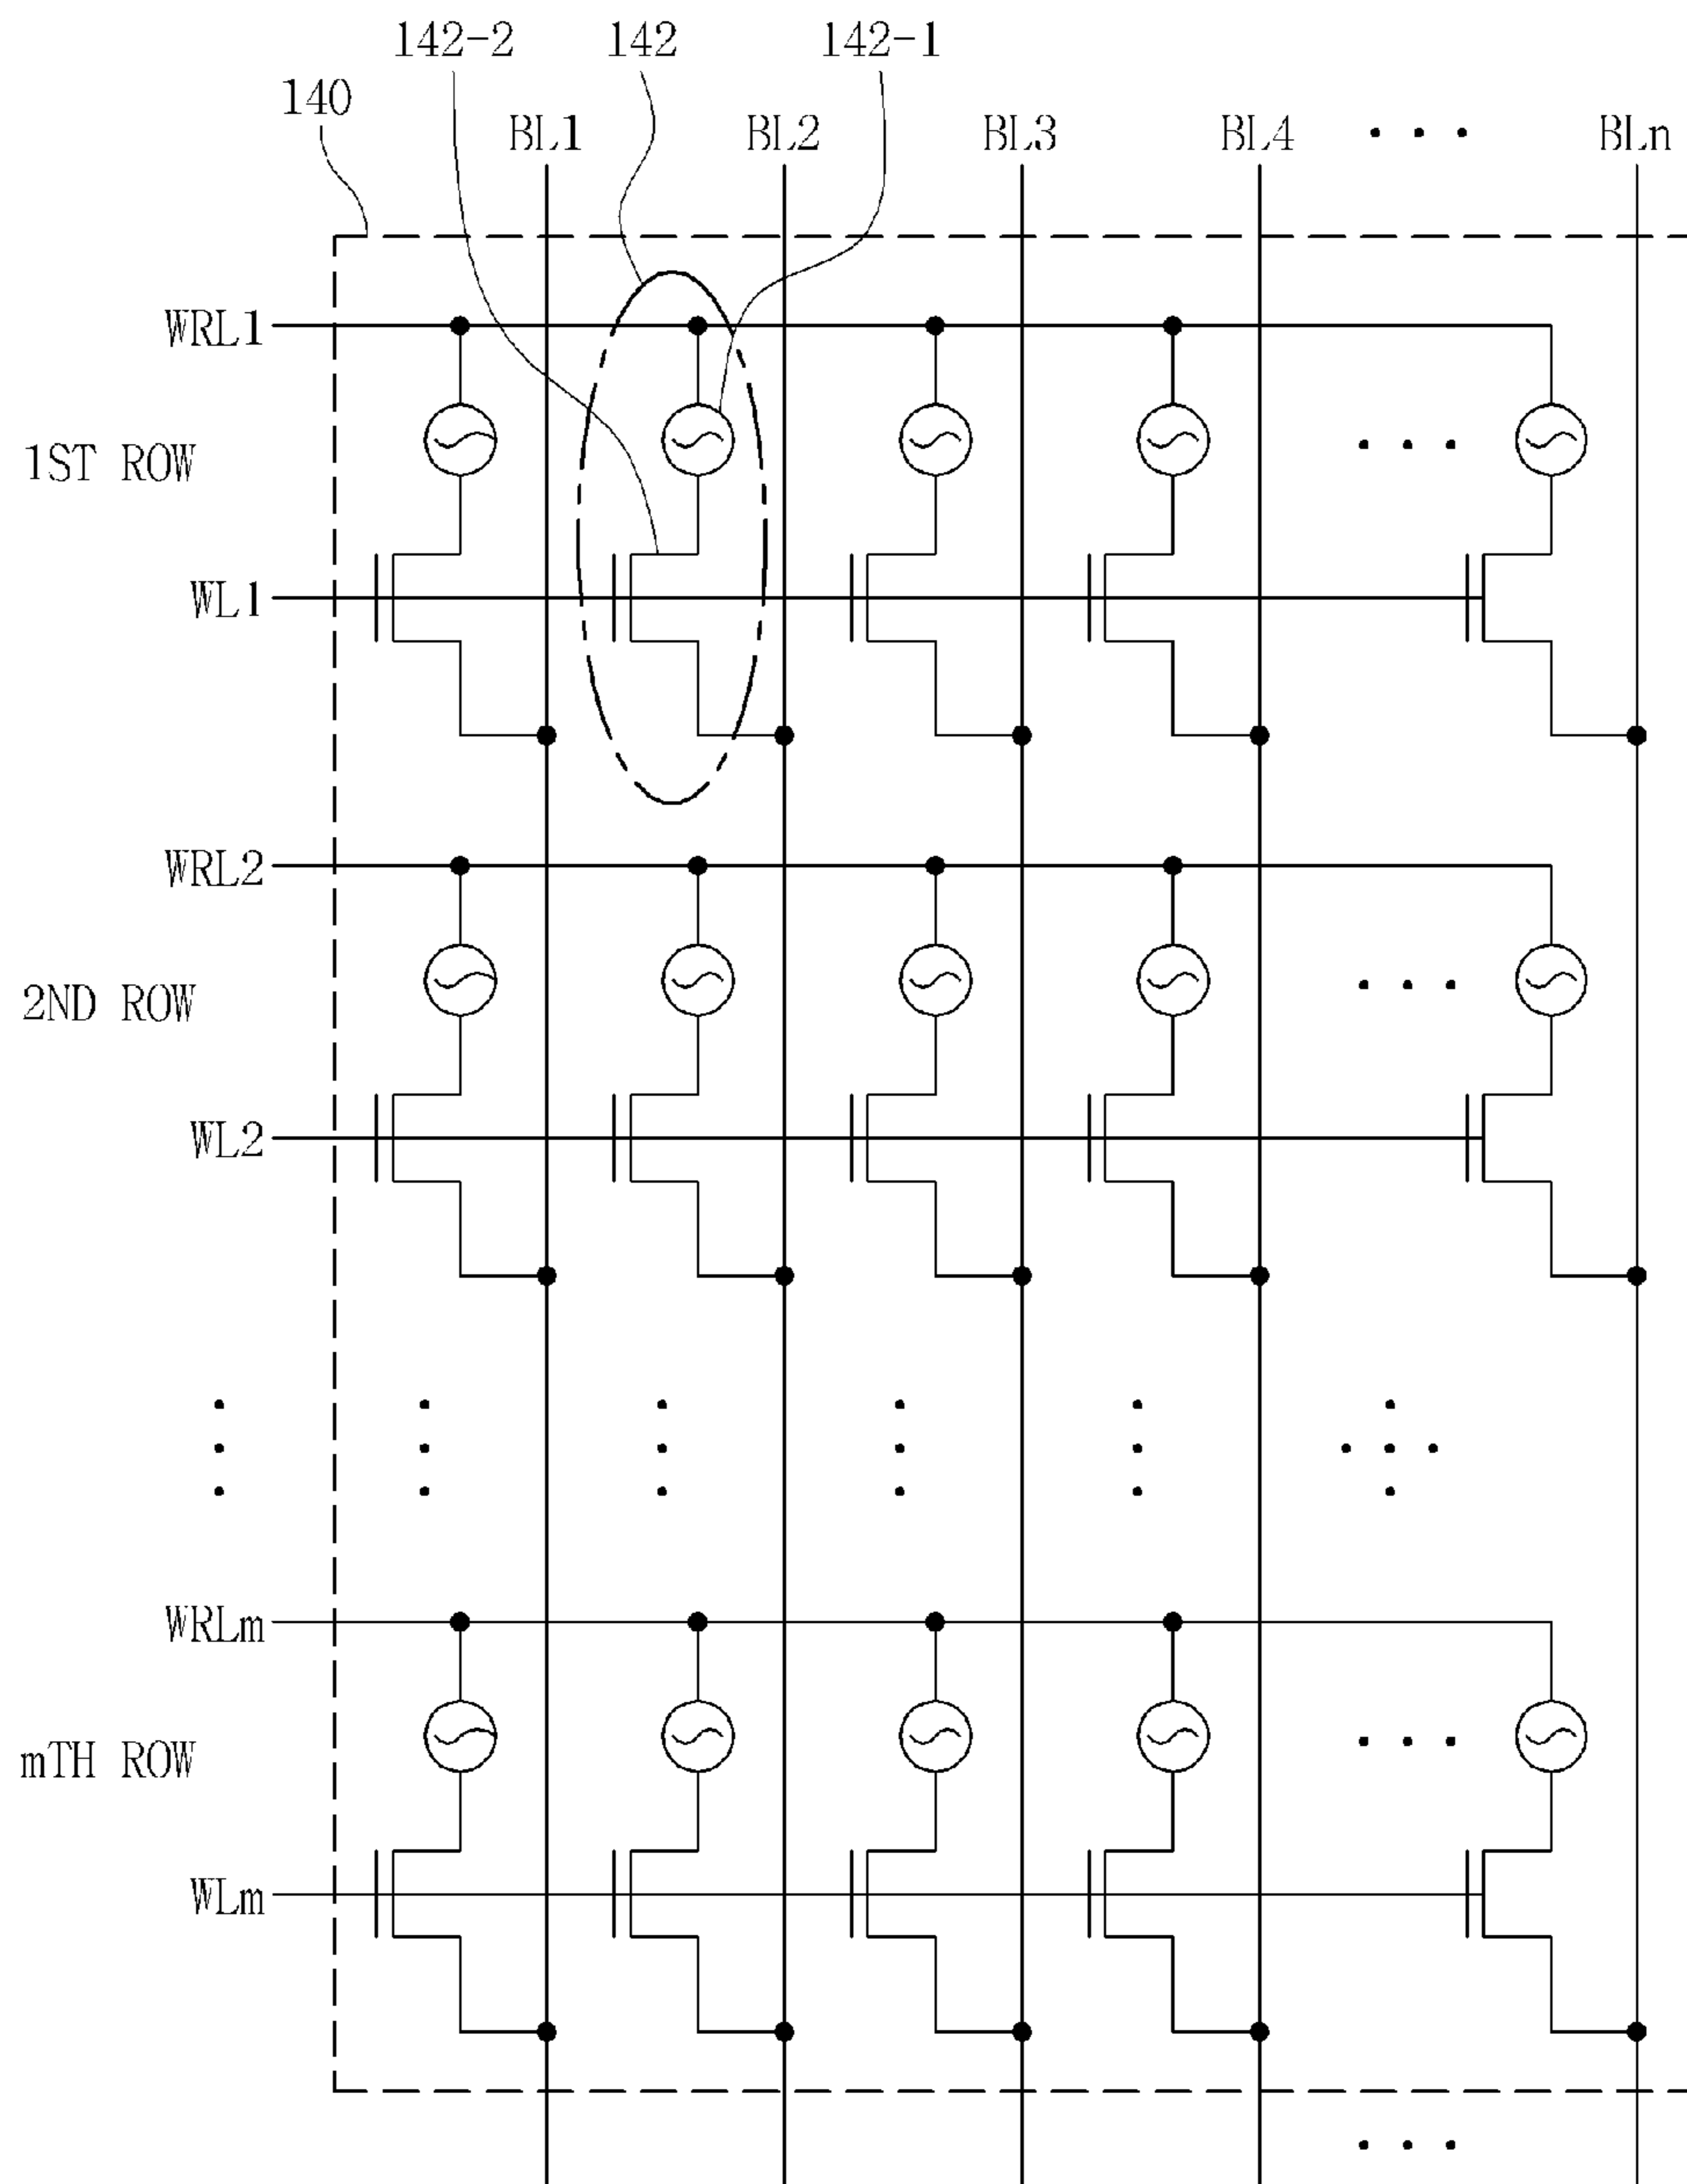 142-2 142 142-1
140
BL1 BL2 BL3 BL4 . . . BLn
WRL1
1ST ROW . . .
WL1
WRL2
2ND ROW . . .
WL2
WRLm
mTH ROW . . .
WLm
. . .